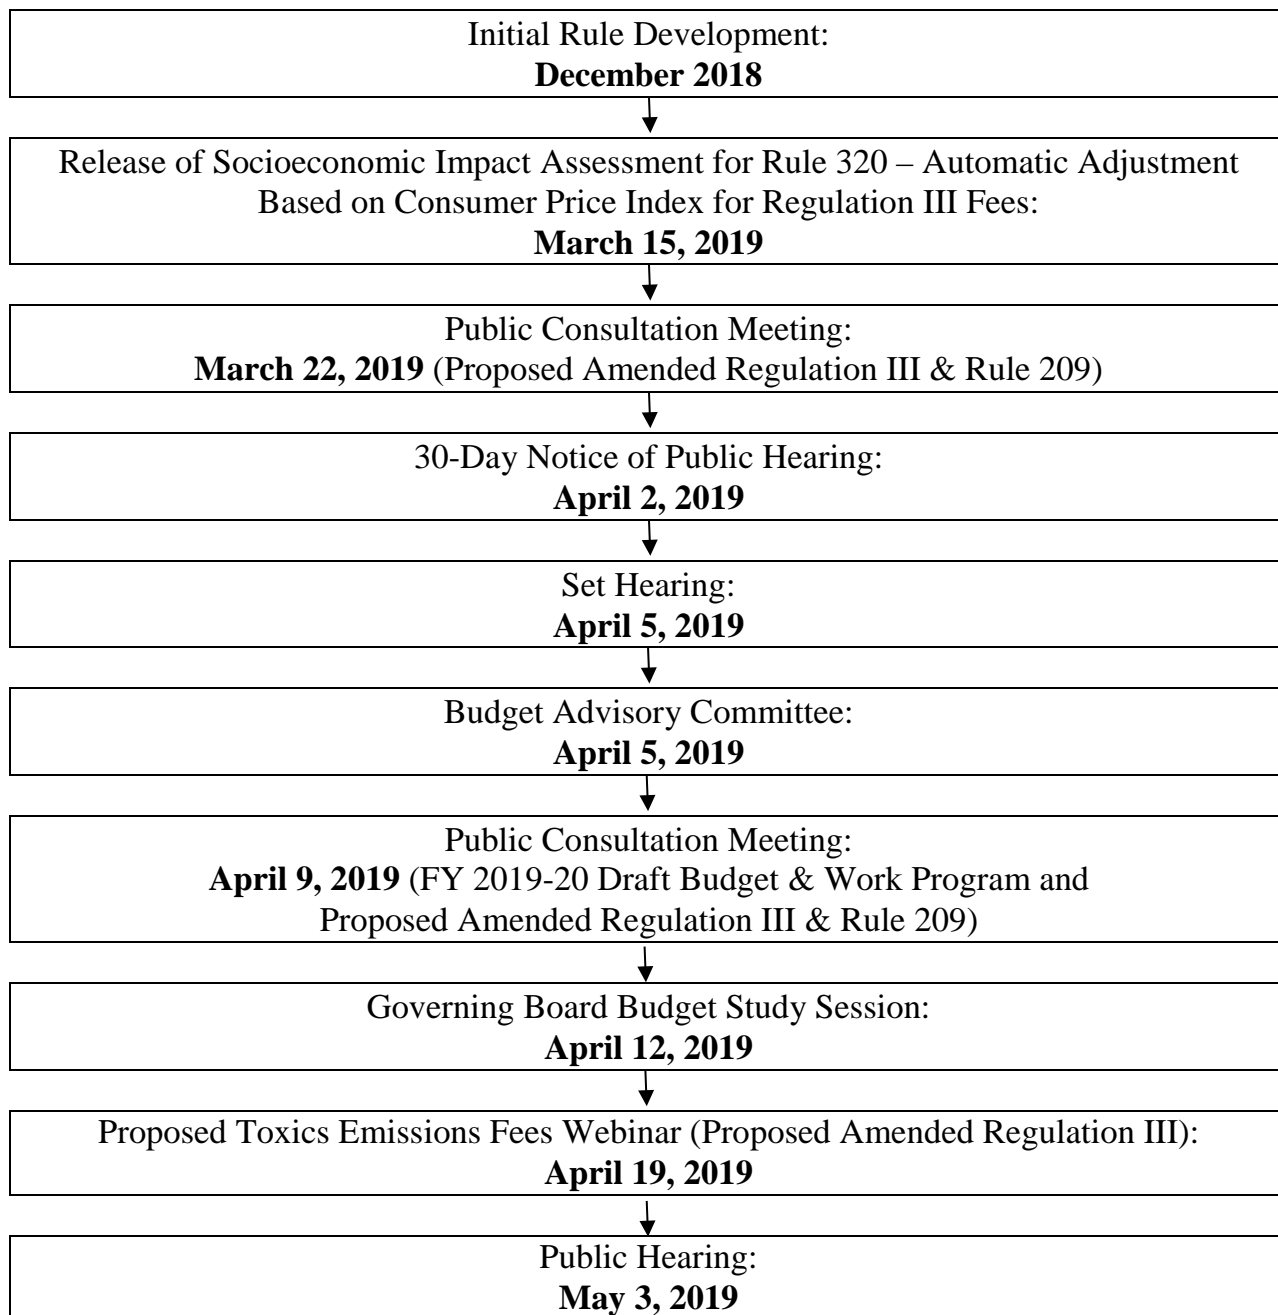 Initial Rule Development:
December 2018
Release of Socioeconomic Impact Assessment for Rule 320 – Automatic Adjustment
Based on Consumer Price Index for Regulation III Fees:
March 15, 2019
Public Consultation Meeting:
March 22, 2019 (Proposed Amended Regulation III & Rule 209)
30-Day Notice of Public Hearing:
April 2, 2019
Set Hearing:
April 5, 2019
Budget Advisory Committee:
April 5, 2019
Public Consultation Meeting:
April 9, 2019 (FY 2019-20 Draft Budget & Work Program and
Proposed Amended Regulation III & Rule 209)
Governing Board Budget Study Session:
April 12, 2019
Proposed Toxics Emissions Fees Webinar (Proposed Amended Regulation III):
April 19, 2019
Public Hearing:
May 3, 2019